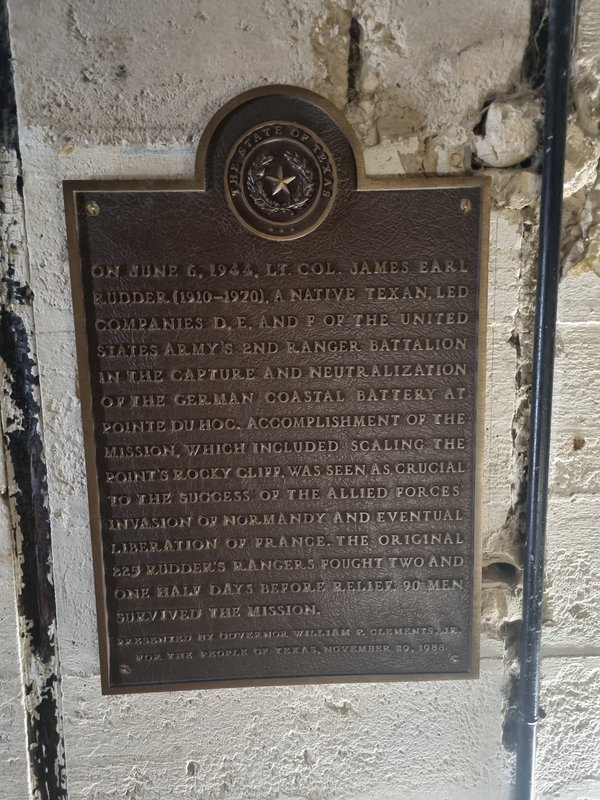 THE STATE OF TEXAS
ON JUNE 6, 1944, LT. COL. JAMES EARL
RUDDER (1910–1970), A NATIVE TEXAN, LED
COMPANIES D, E, AND F OF THE UNITED
STATES ARMY'S 2ND RANGER BATTALION
IN THE CAPTURE AND NEUTRALIZATION
OF THE GERMAN COASTAL BATTERY AT
POINTE DU HOC. ACCOMPLISHMENT OF THE
MISSION, WHICH INCLUDED SCALING THE
POINT'S ROCKY CLIFF, WAS SEEN AS CRUCIAL
TO THE SUCCESS OF THE ALLIED FORCES
INVASION OF NORMANDY AND EVENTUAL
LIBERATION OF FRANCE. THE ORIGINAL
225 RUDDER'S RANGERS FOUGHT TWO AND
ONE HALF DAYS BEFORE RELIEF. 90 MEN
SURVIVED THE MISSION.
PRESENTED BY GOVERNOR WILLIAM P. CLEMENTS, JR.
FOR THE PEOPLE OF TEXAS, NOVEMBER 29, 1988